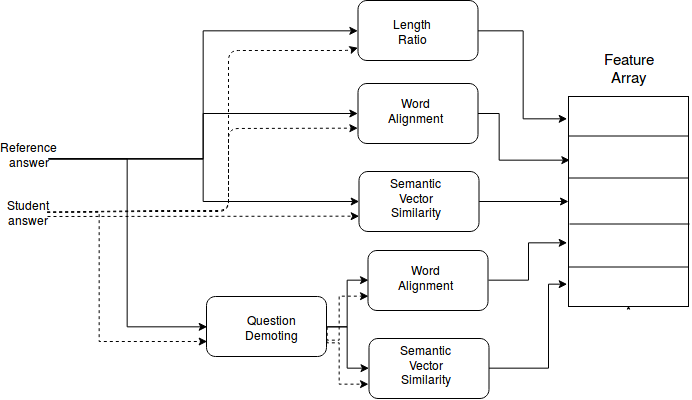 Length
Ratio
Feature
Array
Word
Alignment
Reference
answer
Semantic
Vector
Similarity
Student
answer
Word
Alignment
Question
Demoting
Semantic
Vector
Similarity